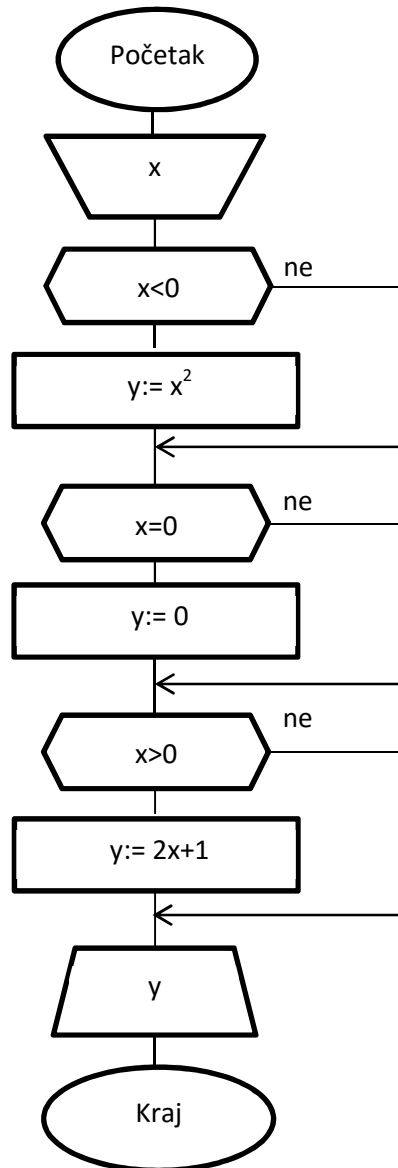 Početak
x
x<0
ne
y:= x²
x=0
ne
y:= 0
ne
x>0
y:= 2x+1
y
Kraj